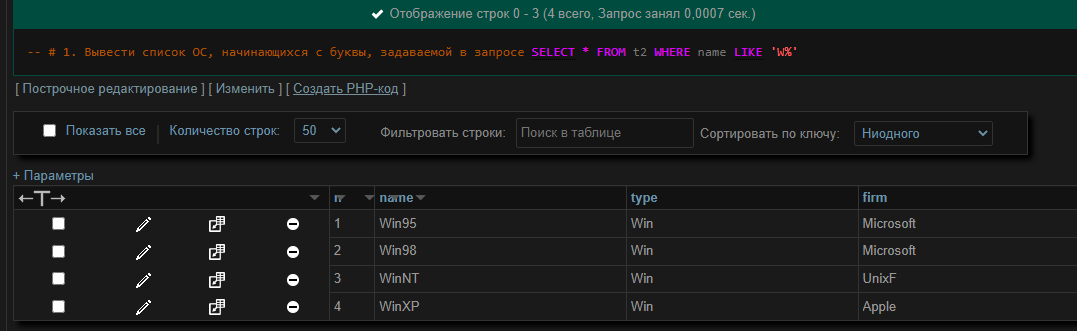 Отображение строк 0 - 3 (4 всего, Запрос занял 0,0007 сек.)
-- # 1. Вывести список ОС, начинающихся с буквы, задаваемой в запросе SELECT * FROM t2 WHERE name LIKE 'W%'
[ Построчное редактирование ] [ Изменить ] [ Создать PHP-код ]
Показать все | Количество строк: 50 Фильтровать строки: Поиск в таблице Сортировать по ключу: Ниодного
+ Параметры
←T→ name type firm
1 Win95 Win Microsoft
2 Win98 Win Microsoft
3 WinNT Win UnixF
4 WinXP Win Apple